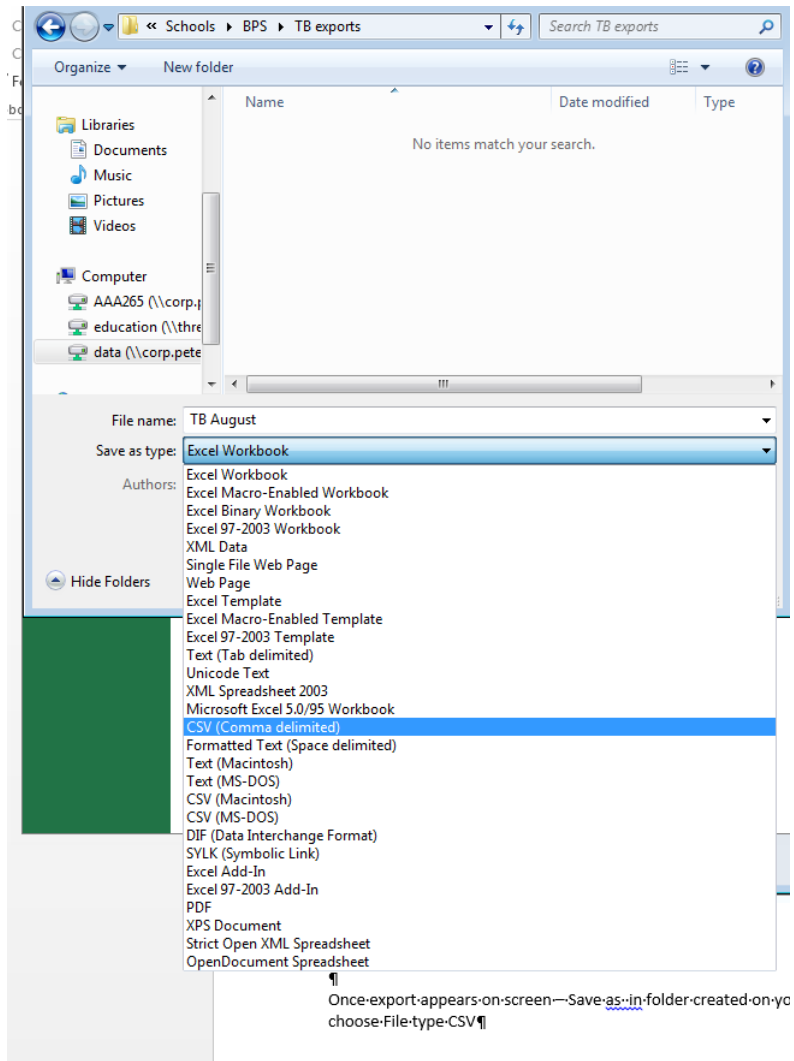 « Schools ▸ BPS ▸ TB exports
Search TB exports
Organize
New folder
Name
Date modified
Type
Libraries
Documents
Music
Pictures
Videos
No items match your search.
Computer
AAA265 (\\corp.p
education (\\thre
data (\\corp.pete
File name: TB August
Save as type: Excel Workbook
Authors:
Hide Folders
Excel Workbook
Excel Macro-Enabled Workbook
Excel Binary Workbook
Excel 97-2003 Workbook
XML Data
Single File Web Page
Web Page
Excel Template
Excel Macro-Enabled Template
Excel 97-2003 Template
Text (Tab delimited)
Unicode Text
XML Spreadsheet 2003
Microsoft Excel 5.0/95 Workbook
CSV (Comma delimited)
Formatted Text (Space delimited)
Text (Macintosh)
Text (MS-DOS)
CSV (Macintosh)
CSV (MS-DOS)
DIF (Data Interchange Format)
SYLK (Symbolic Link)
Excel Add-In
Excel 97-2003 Add-In
PDF
XPS Document
Strict Open XML Spreadsheet
OpenDocument Spreadsheet
¶
Once·export·appears·on·screen·–·Save·as··in·folder·created·on·yo
choose·File·type·CSV¶